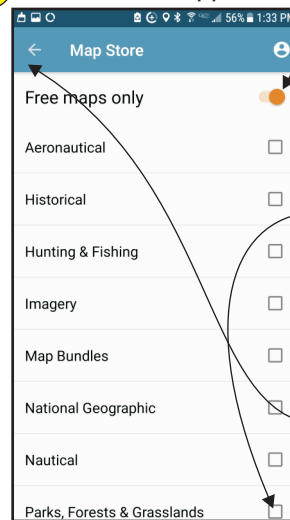 56% 1:33 PM
Map Store
Free maps only
Aeronautical
Historical
Hunting & Fishing
Imagery
Map Bundles
National Geographic
Nautical
Parks, Forests & Grasslands